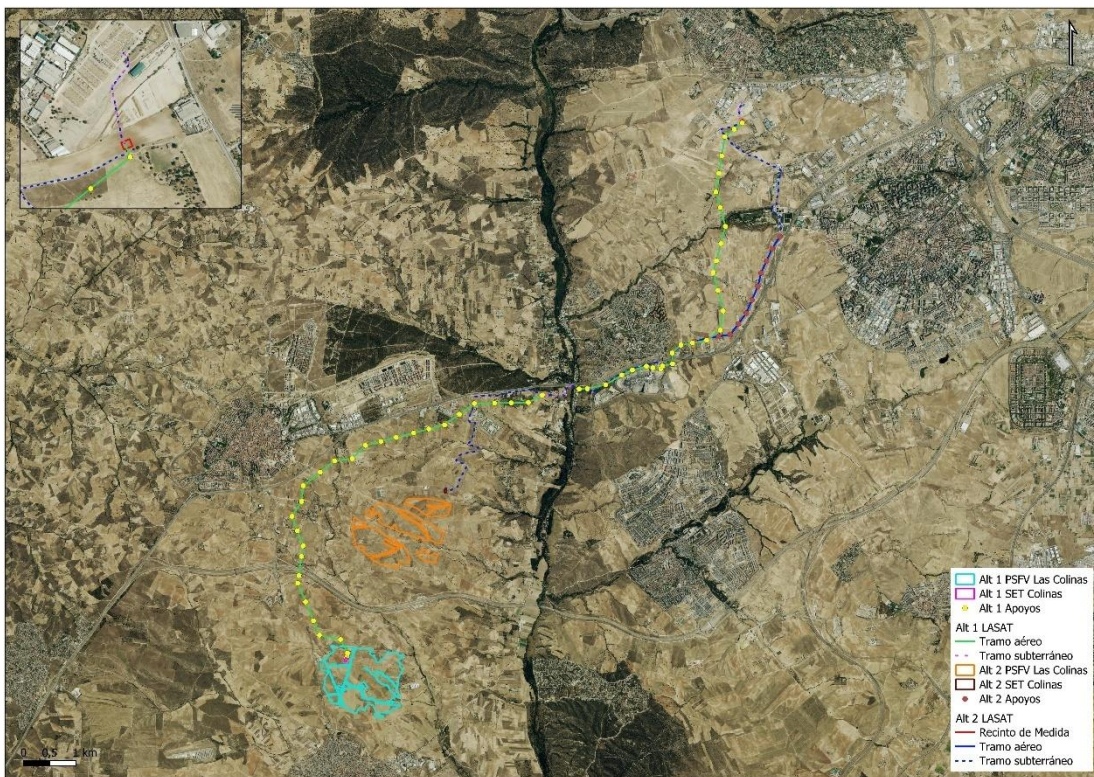 Alt 1 PSFV Las Colinas
Alt 1 SET Colinas
Alt 1 Apoyos
Alt 1 LASAT
Tramo aéreo
Tramo subterráneo
Alt 2 PSFV Las Colinas
Alt 2 SET Colinas
Alt 2 Apoyos
Alt 2 LASAT
Recinto de Medida
Tramo aéreo
Tramo subterráneo
0 0,5 1 km